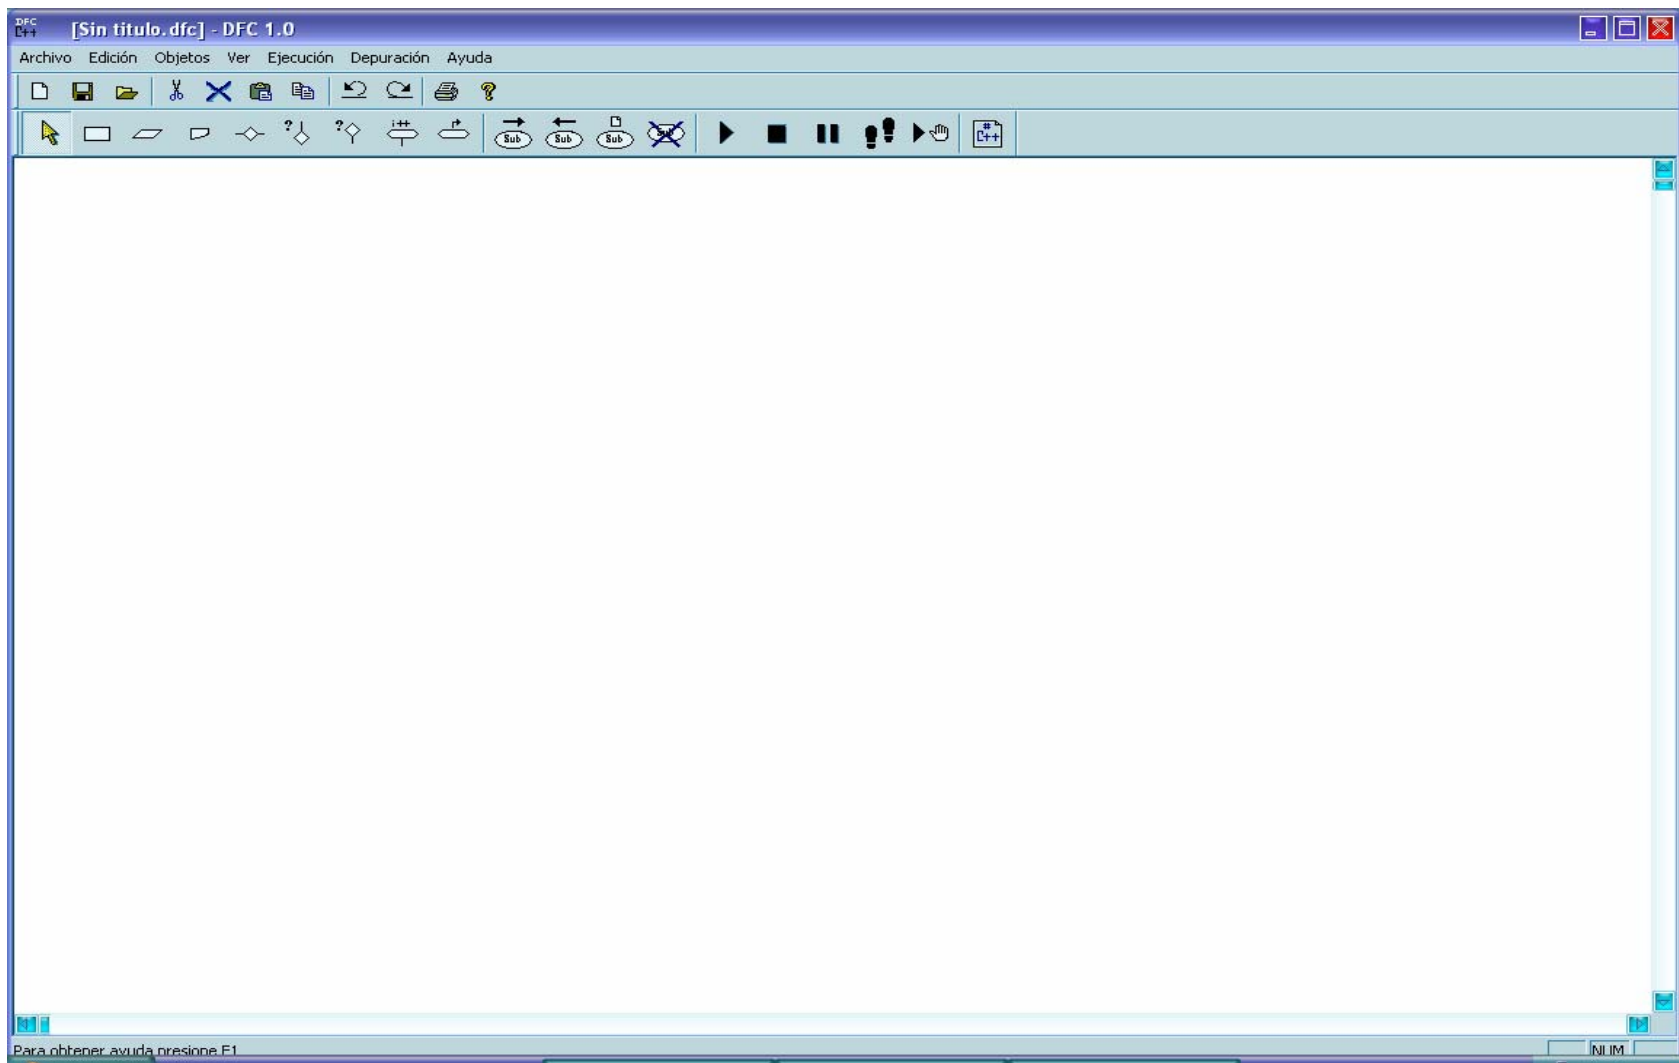 DFC
C++
[Sin titulo.dfc] - DFC 1.0
Archivo Edición Objetos Ver Ejecución Depuración Ayuda
? ? i++ Sub Sub Sub Sub # C++
Para obtener ayuda presione F1 NUM